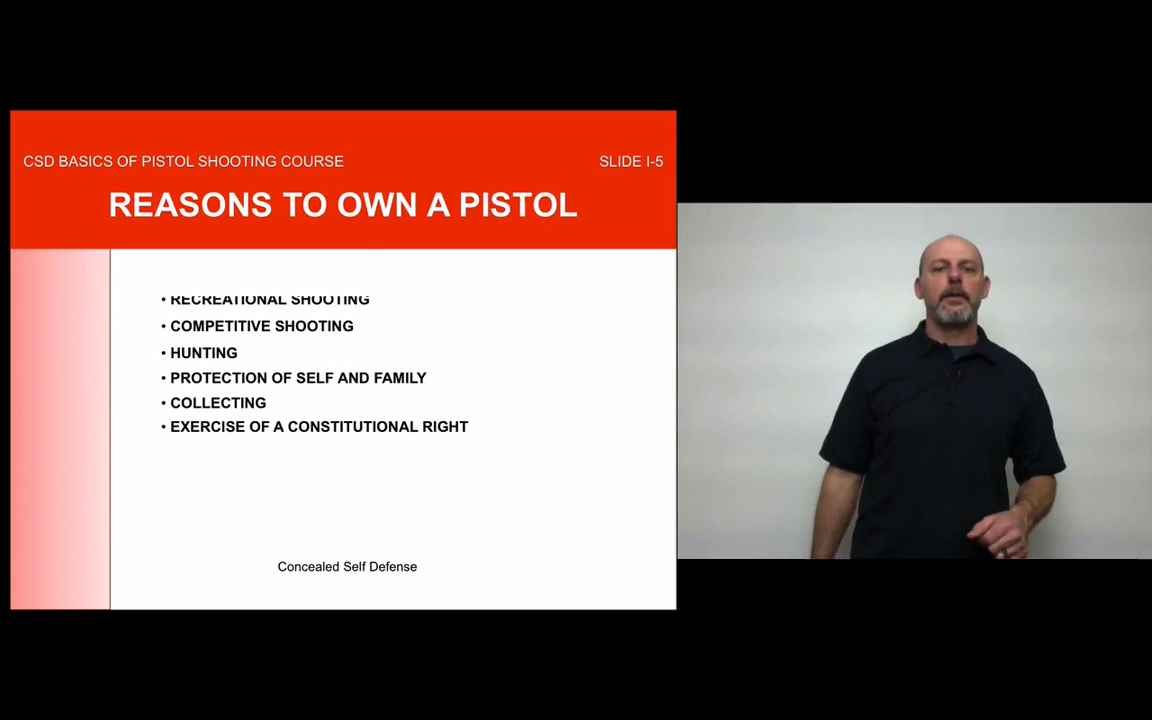 CSD BASICS OF PISTOL SHOOTING COURSE SLIDE I-5
REASONS TO OWN A PISTOL
• RECREATIONAL SHOOTING
• COMPETITIVE SHOOTING
• HUNTING
• PROTECTION OF SELF AND FAMILY
• COLLECTING
• EXERCISE OF A CONSTITUTIONAL RIGHT
Concealed Self Defense